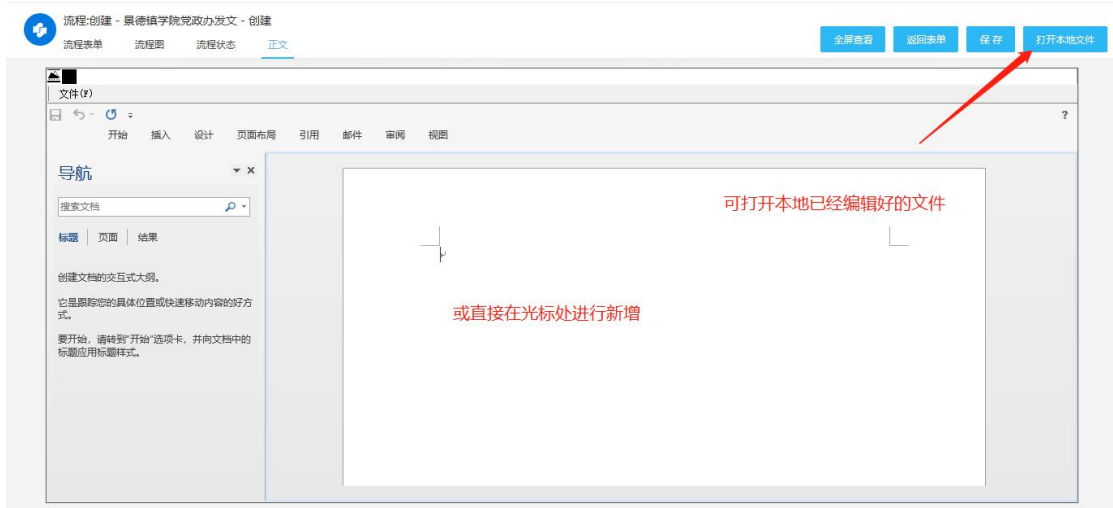 流程:创建 - 景德镇学院党政办发文 - 创建
流程表单 流程图 流程状态 正文
全屏查看 返回表单 保存 打开本地文件
文件(F)
?
开始 插入 设计 页面布局 引用 邮件 审阅 视图
导航
搜索文档
标题 页面 结果
创建文档的交互式大纲。
它是跟踪您的具体位置或快速移动内容的好方
式。
要开始，请转到“开始”选项卡，并向文档中的
标题应用标题样式。
可打开本地已经编辑好的文件
或直接在光标处进行新增